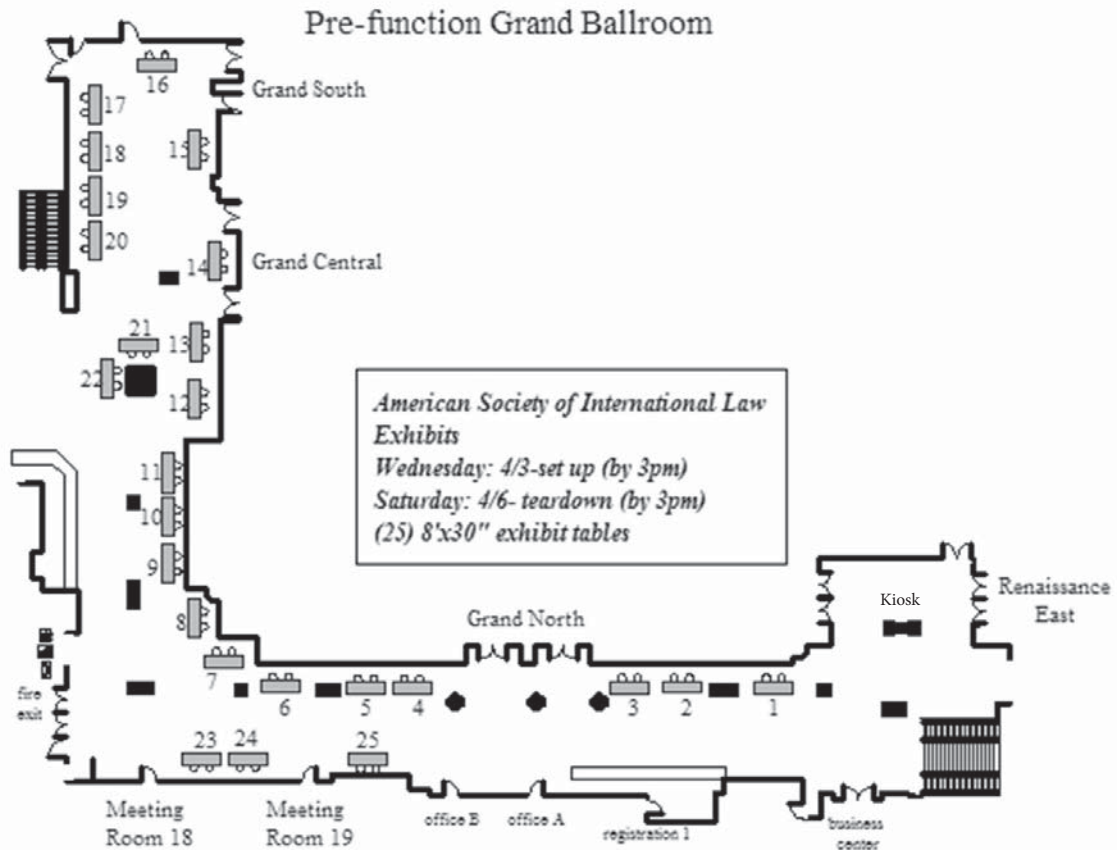 Pre-function Grand Ballroom
16
Grand South
17
15
18
19
20
14
Grand Central
21
13
22
12
American Society of International Law
Exhibits
Wednesday: 4/3-set up (by 3pm)
Saturday: 4/6- teardown (by 3pm)
(25) 8'x30" exhibit tables
11
10
9
8
Grand North
Kiosk
Renaissance
East
7
6
5
4
3
2
1
fire
exit
23
24
25
Meeting
Room 18
Meeting
Room 19
office B
office A
registration 1
business
center